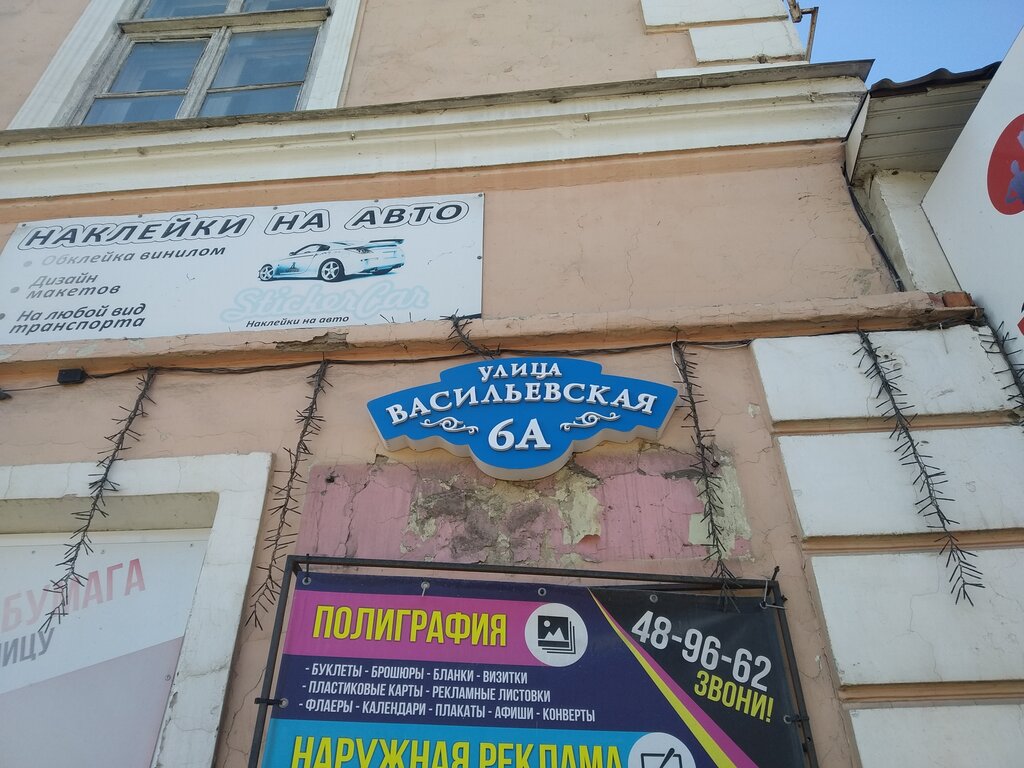 НАКЛЕЙКИ НА АВТО
• Обклейка винилом
• Дизайн
макетов
• На любой вид
транспорта
StickerCar
Наклейки на авто
УЛИЦА
ВАСИЛЬЕВСКАЯ
6А
БУМАГА
ИЦУ
ПОЛИГРАФИЯ
- БУКЛЕТЫ - БРОШЮРЫ - БЛАНКИ - ВИЗИТКИ
- ПЛАСТИКОВЫЕ КАРТЫ - РЕКЛАМНЫЕ ЛИСТОВКИ
- ФЛАЕРЫ - КАЛЕНДАРИ - ПЛАКАТЫ - АФИШИ - КОНВЕРТЫ
48-96-62
ЗВОНИ!
НАРУЖНАЯ РЕКЛАМА